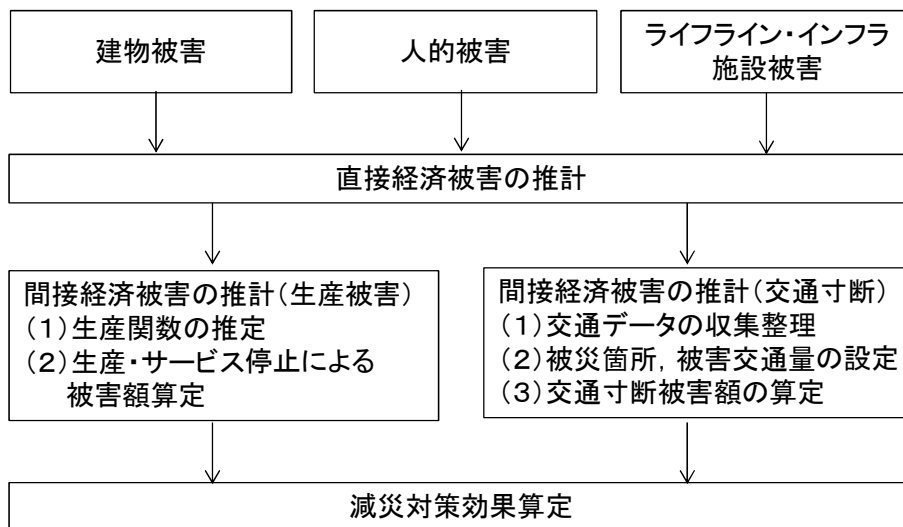 建物被害
人的被害
ライフライン・インフラ
施設被害
直接経済被害の推計
間接経済被害の推計（生産被害）
（１）生産関数の推定
（２）生産・サービス停止による
被害額算定
間接経済被害の推計（交通寸断）
（１）交通データの収集整理
（２）被災箇所，被害交通量の設定
（３）交通寸断被害額の算定
減災対策効果算定